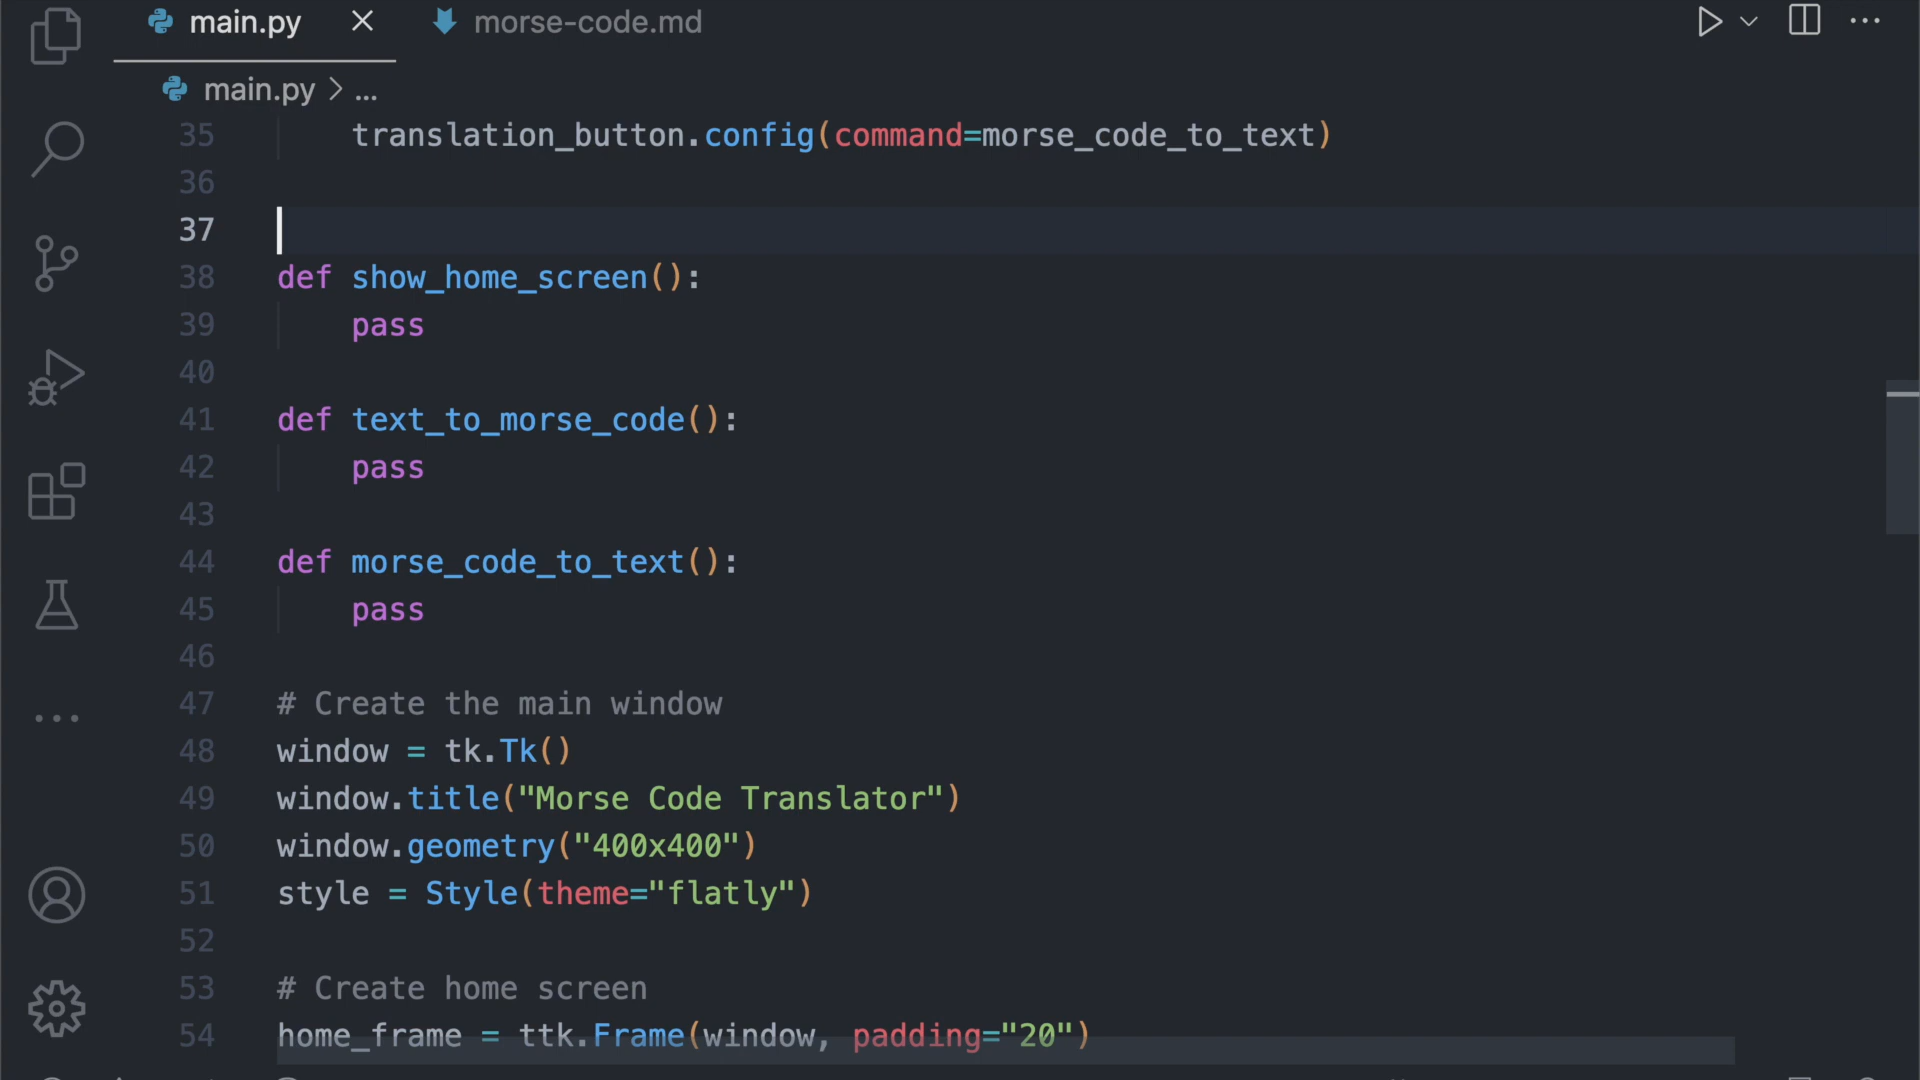 main.py
morse-code.md
main.py > ...
35 translation_button.config(command=morse_code_to_text)
36
37
38 def show_home_screen():
39 pass
40
41 def text_to_morse_code():
42 pass
43
44 def morse_code_to_text():
45 pass
46
47 # Create the main window
48 window = tk.Tk()
49 window.title("Morse Code Translator")
50 window.geometry("400x400")
51 style = Style(theme="flatly")
52
53 # Create home screen
54 home_frame = ttk.Frame(window, padding="20")